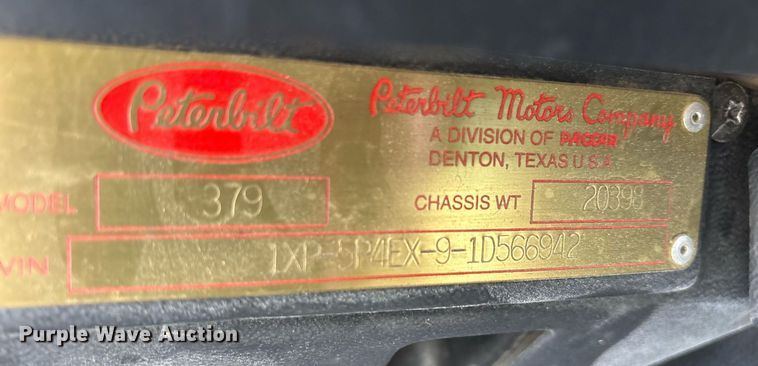 Peterbilt
Peterbilt Motors Company
A DIVISION OF PACCAR
DENTON, TEXAS U.S.A.
MODEL 379 CHASSIS WT 20398
VIN 1XP-5P4EX-9-1D566942
Purple Wave Auction